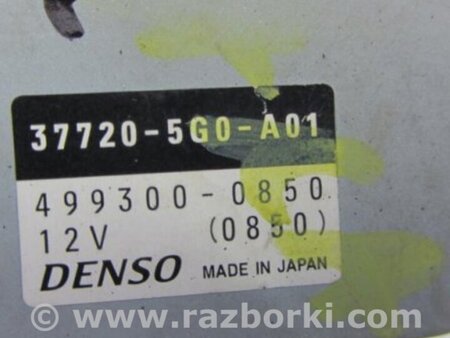 37720-5G0-A01
499300-0850
12V (0850)
DENSO MADE IN JAPAN
www.razborki.com